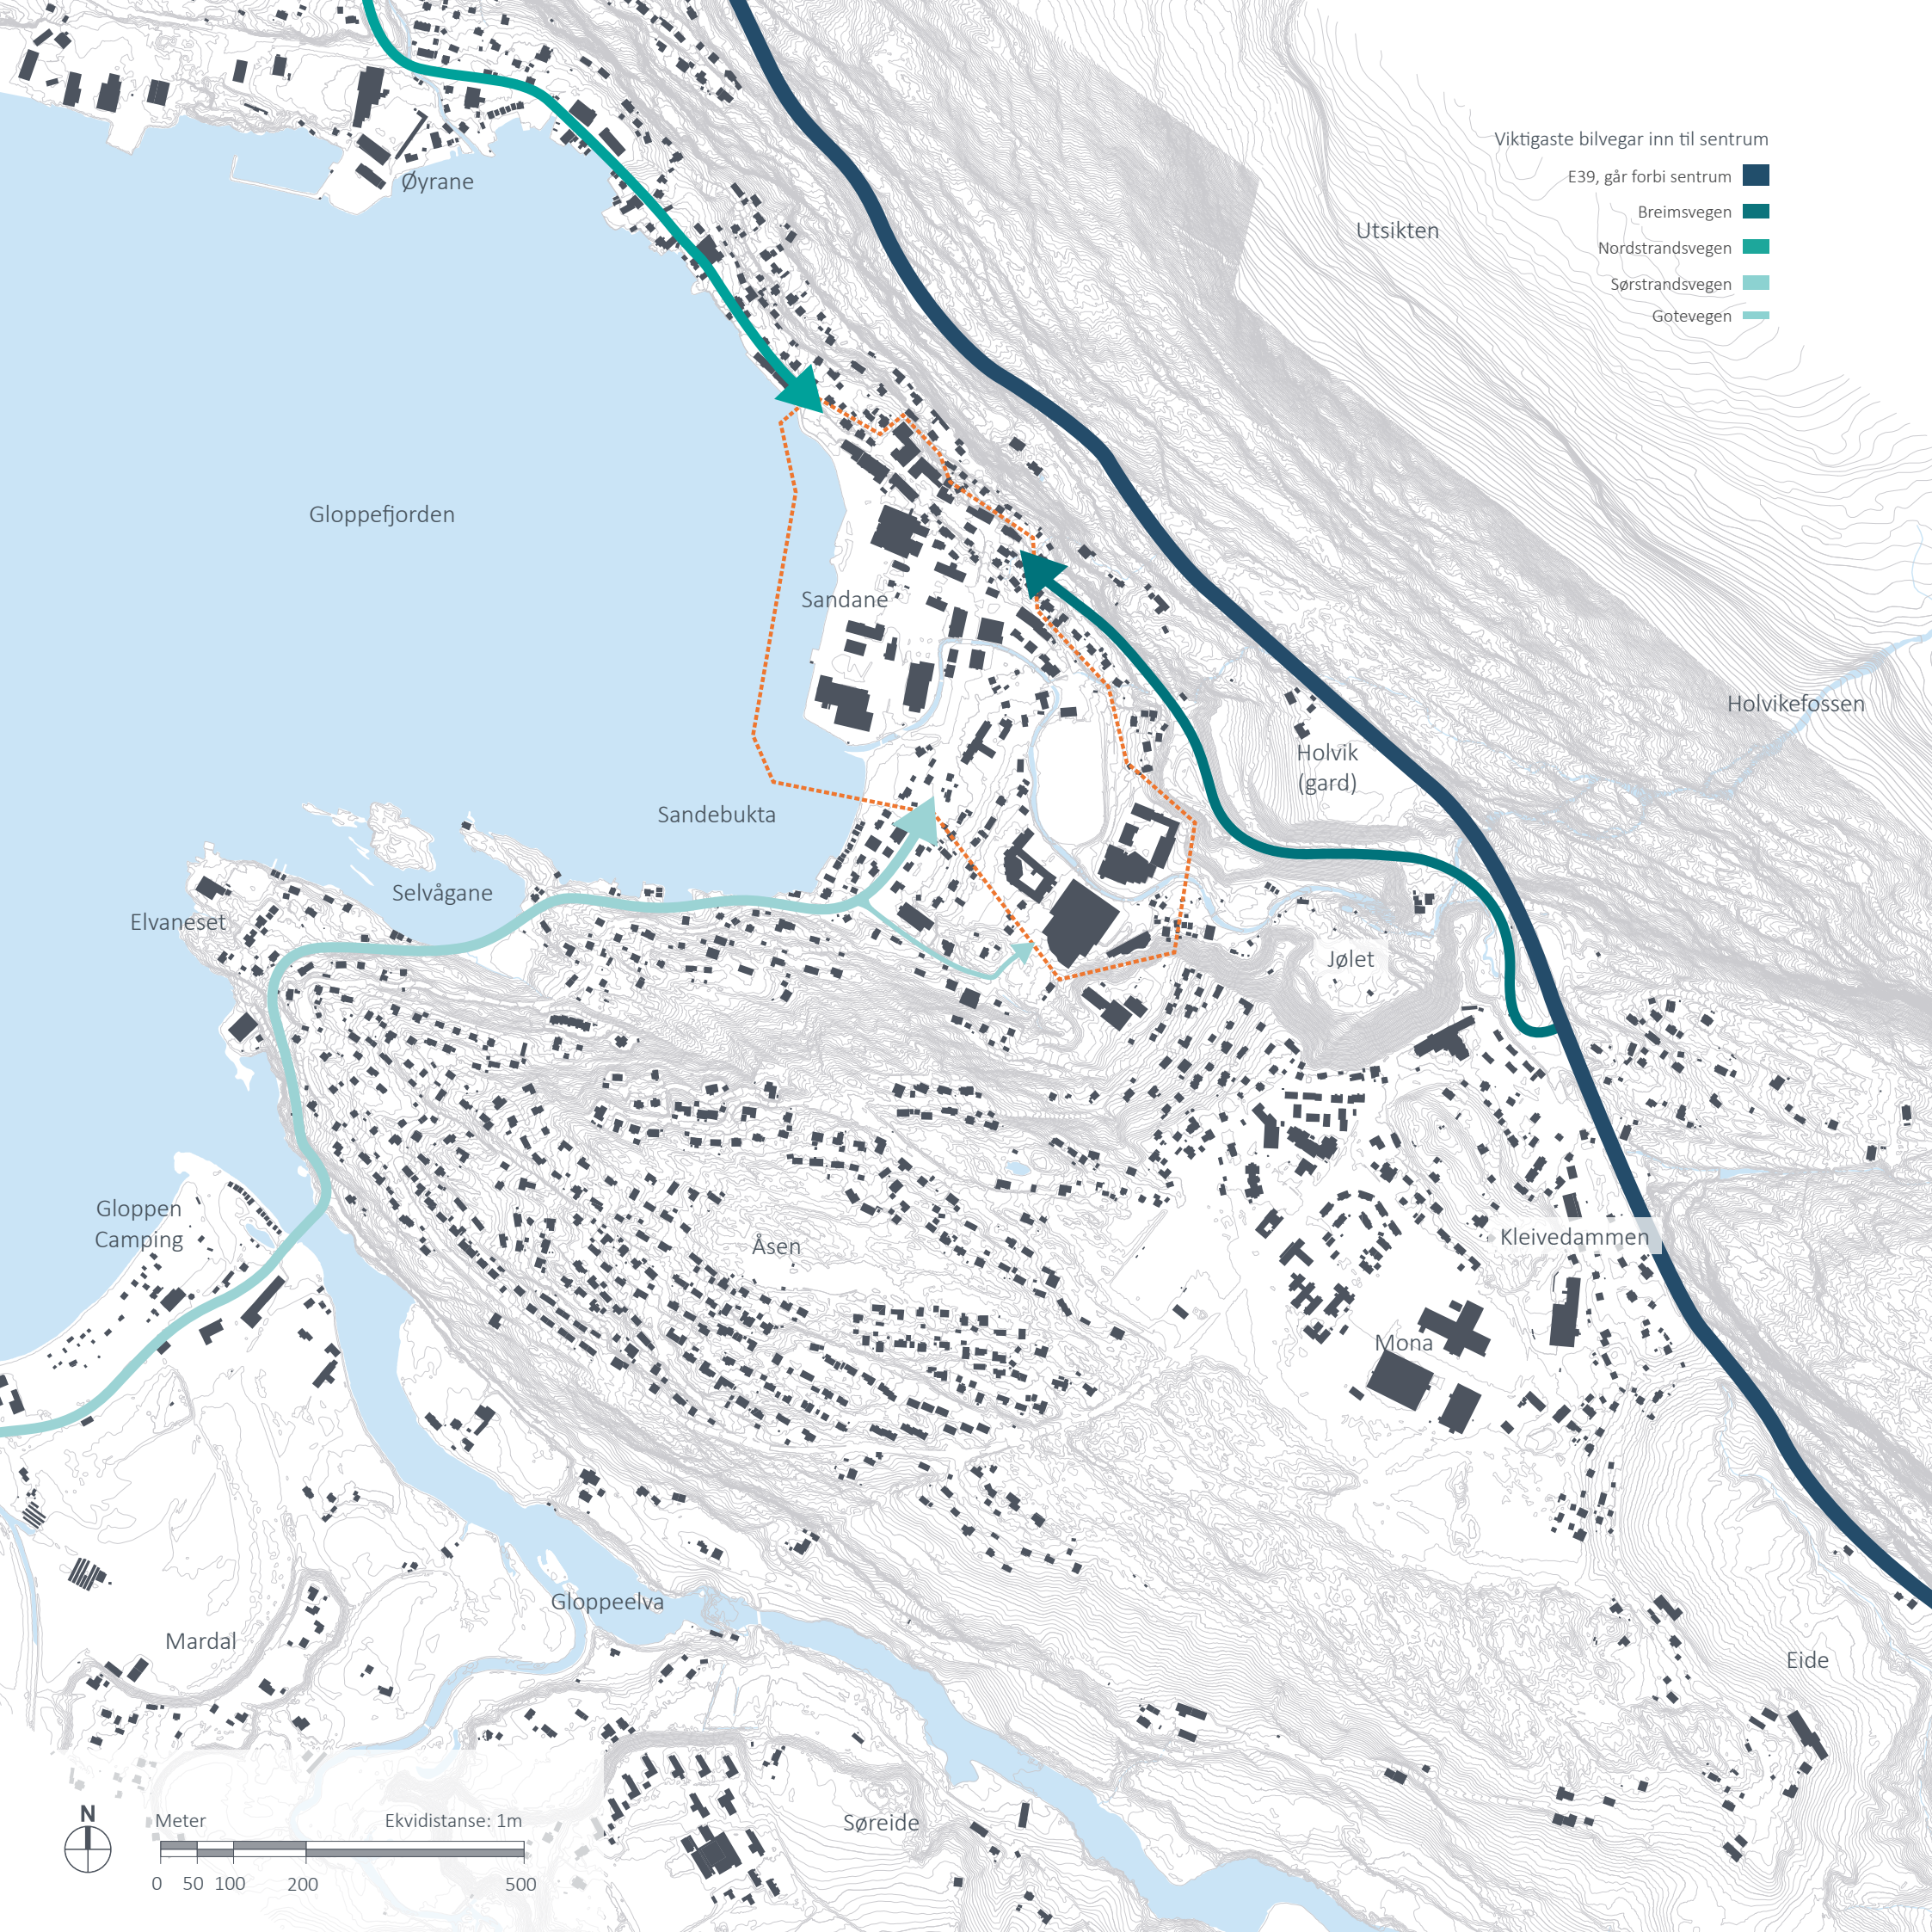 Viktigaste bilvegar inn til sentrum
E39, går forbi sentrum
Breimsvegen
Nordstrandsvegen
Sørstrandsvegen
Gotevegen
Øyrane
Utsikten
Gloppefjorden
Sandane
Holvikefossen
Holvik
(gard)
Sandebukta
Selvågane
Elvaneset
Jølet
Gloppen
Camping
Åsen
Kleivedammen
Mona
Gloppeelva
Mardal
Eide
Søreide
N
Meter
Ekvidistanse: 1m
0 50 100 200 500